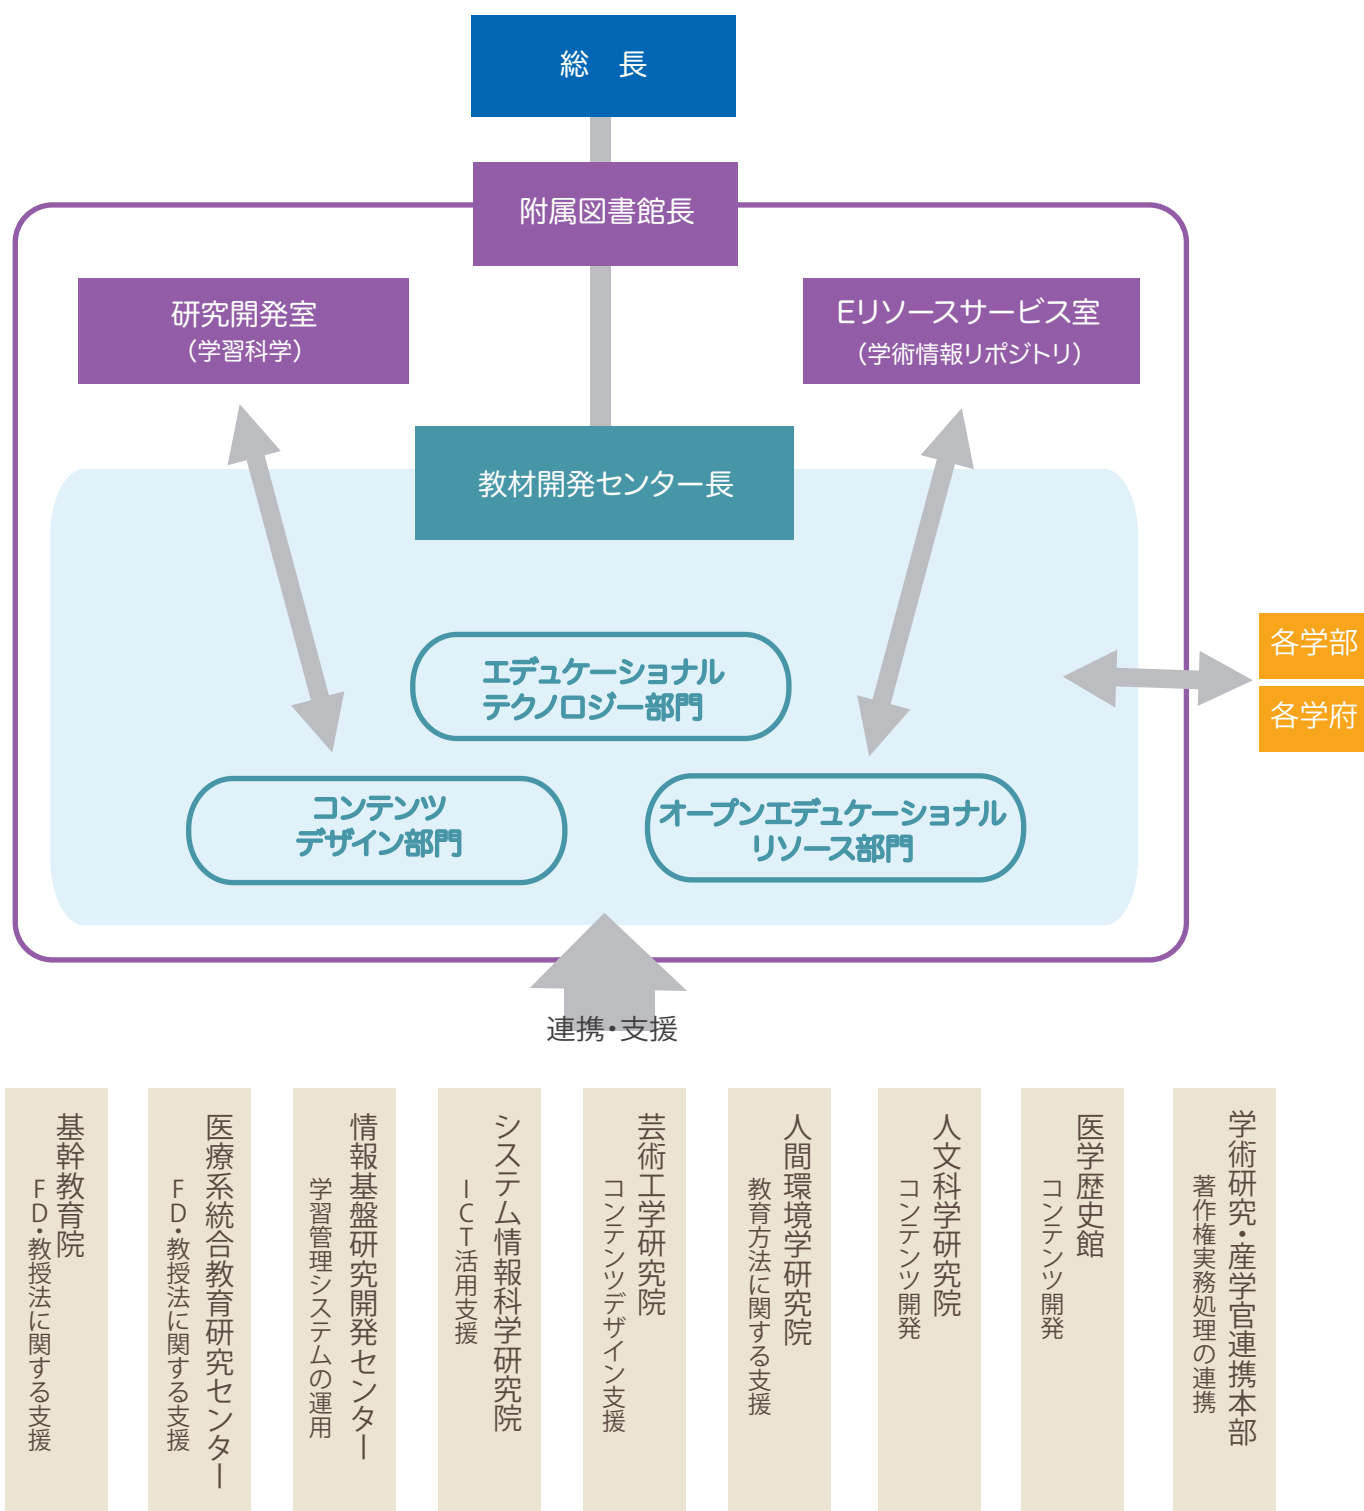 総　長
附属図書館長
研究開発室
（学習科学）
Eリソースサービス室
（学術情報リポジトリ）
教材開発センター長
エデュケーショナル
テクノロジー部門
コンテンツ
デザイン部門
オープンエデュケーショナル
リソース部門
各学部
各学府
連携・支援
基幹教育院
FD・教授法に関する支援
医療系統合教育研究センター
FD・教授法に関する支援
情報基盤研究開発センター
学習管理システムの運用
システム情報科学研究院
ICT活用支援
芸術工学研究院
コンテンツデザイン支援
人間環境学研究院
教育方法に関する支援
人文科学研究院
コンテンツ開発
医学歴史館
コンテンツ開発
学術研究・産学官連携本部
著作権実務処理の連携